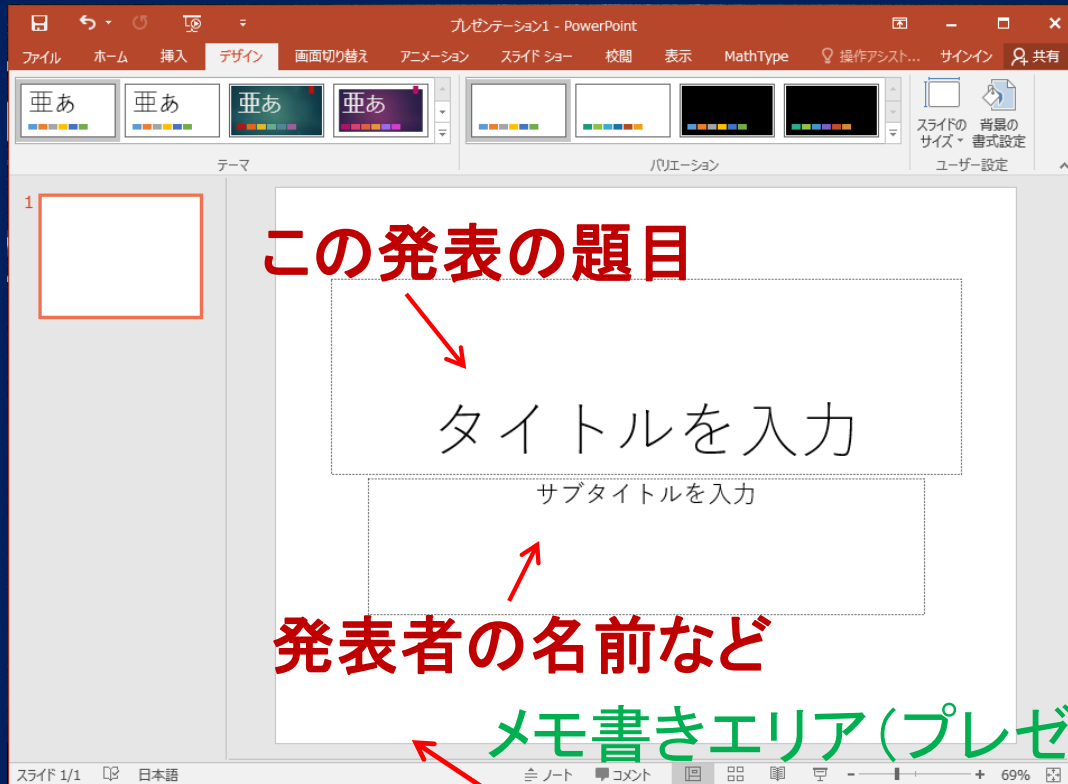 プレゼンテーション1 - PowerPoint
ファイル ホーム 挿入 デザイン 画面切り替え アニメーション スライド ショー 校閲 表示 MathType 操作アシスト... サインイン 共有
亜あ 亜あ 亜あ 亜あ
スライドの サイズ
背景の 書式設定
テーマ バリエーション ユーザー設定
1
この発表の題目
タイトルを入力
サブタイトルを入力
発表者の名前など
メモ書きエリア（プレゼ
スライド 1/1 日本語 ノート コメント 69%